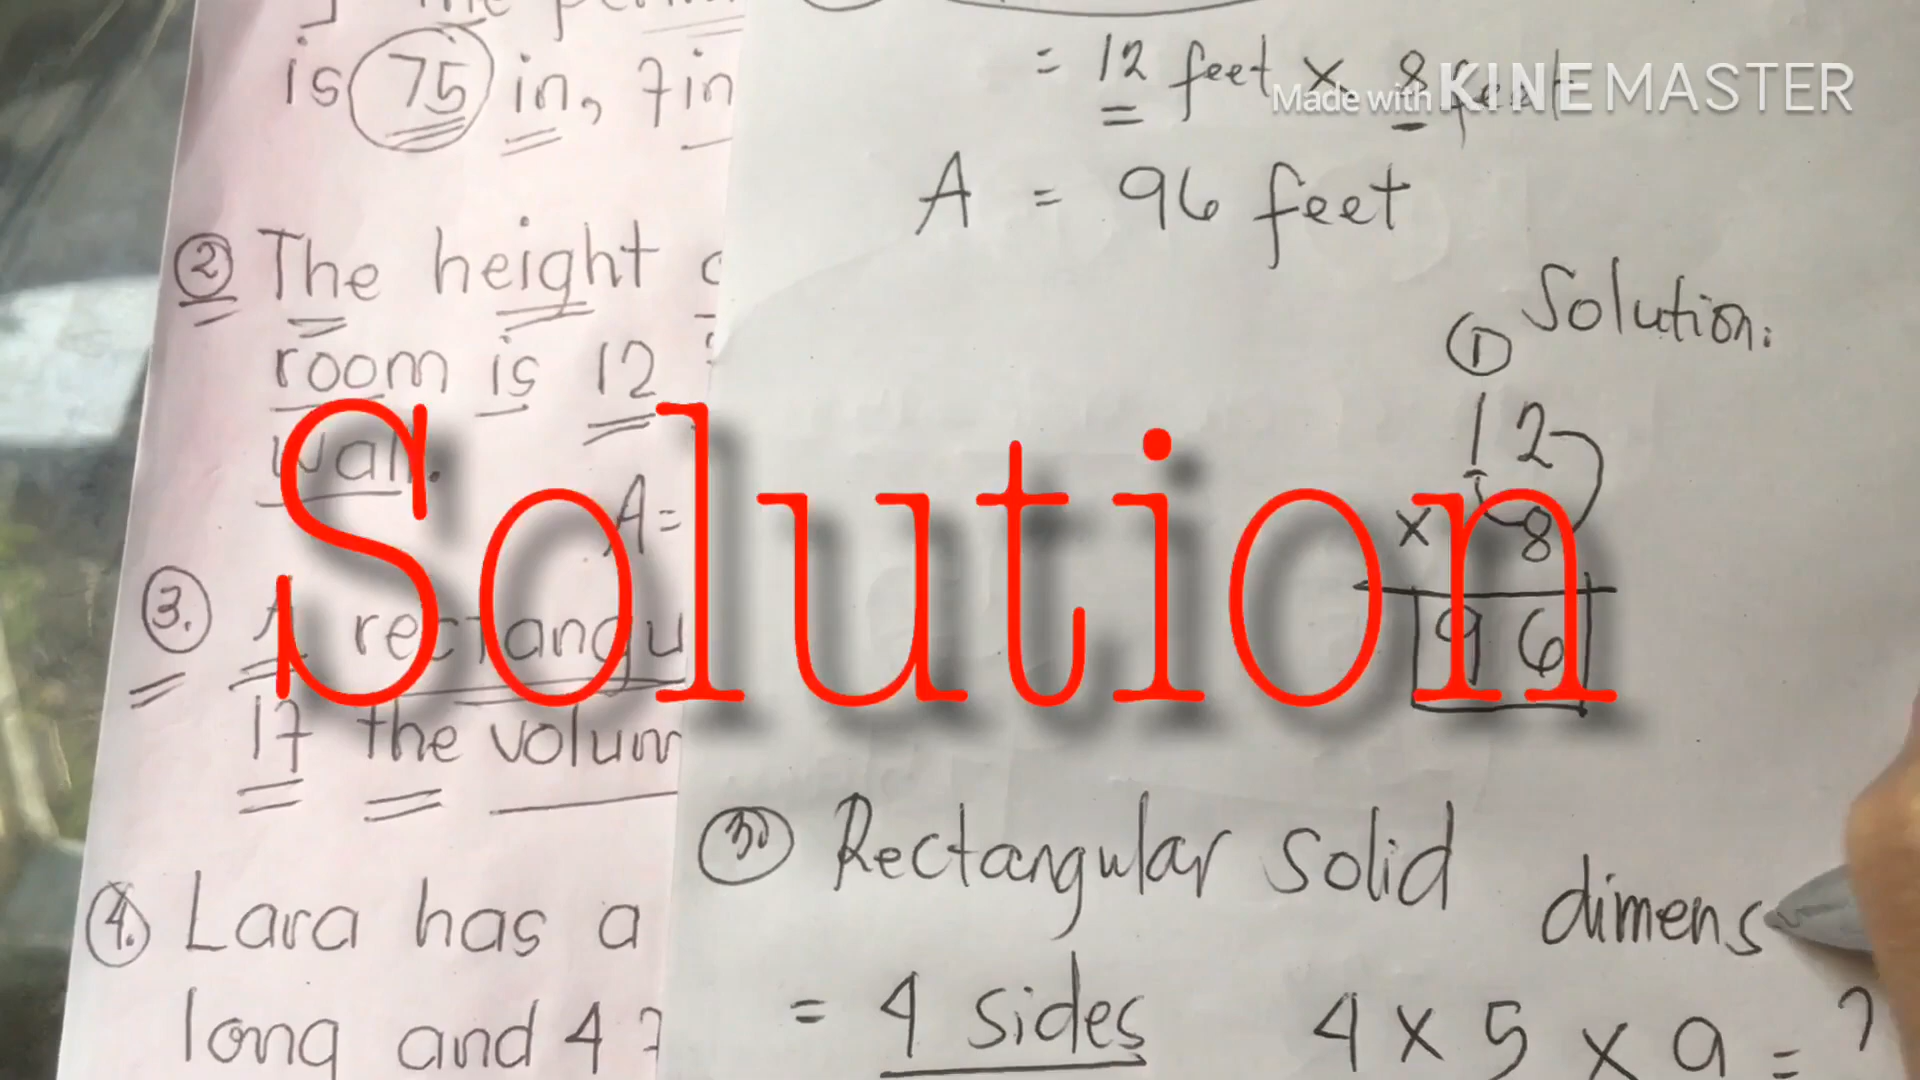 is 75 in, 7in
② The height
room is 12
wall.
A=
3. A rectangu
17 the volum
4. Lara has a
long and 4
= 12 feet x 8 feet
Made with KINEMASTER
A = 96 feet
① Solution:
12
x 8
96
Solution
Rectangular solid dimens
= 4 sides 4 x 5 x 9 = ?